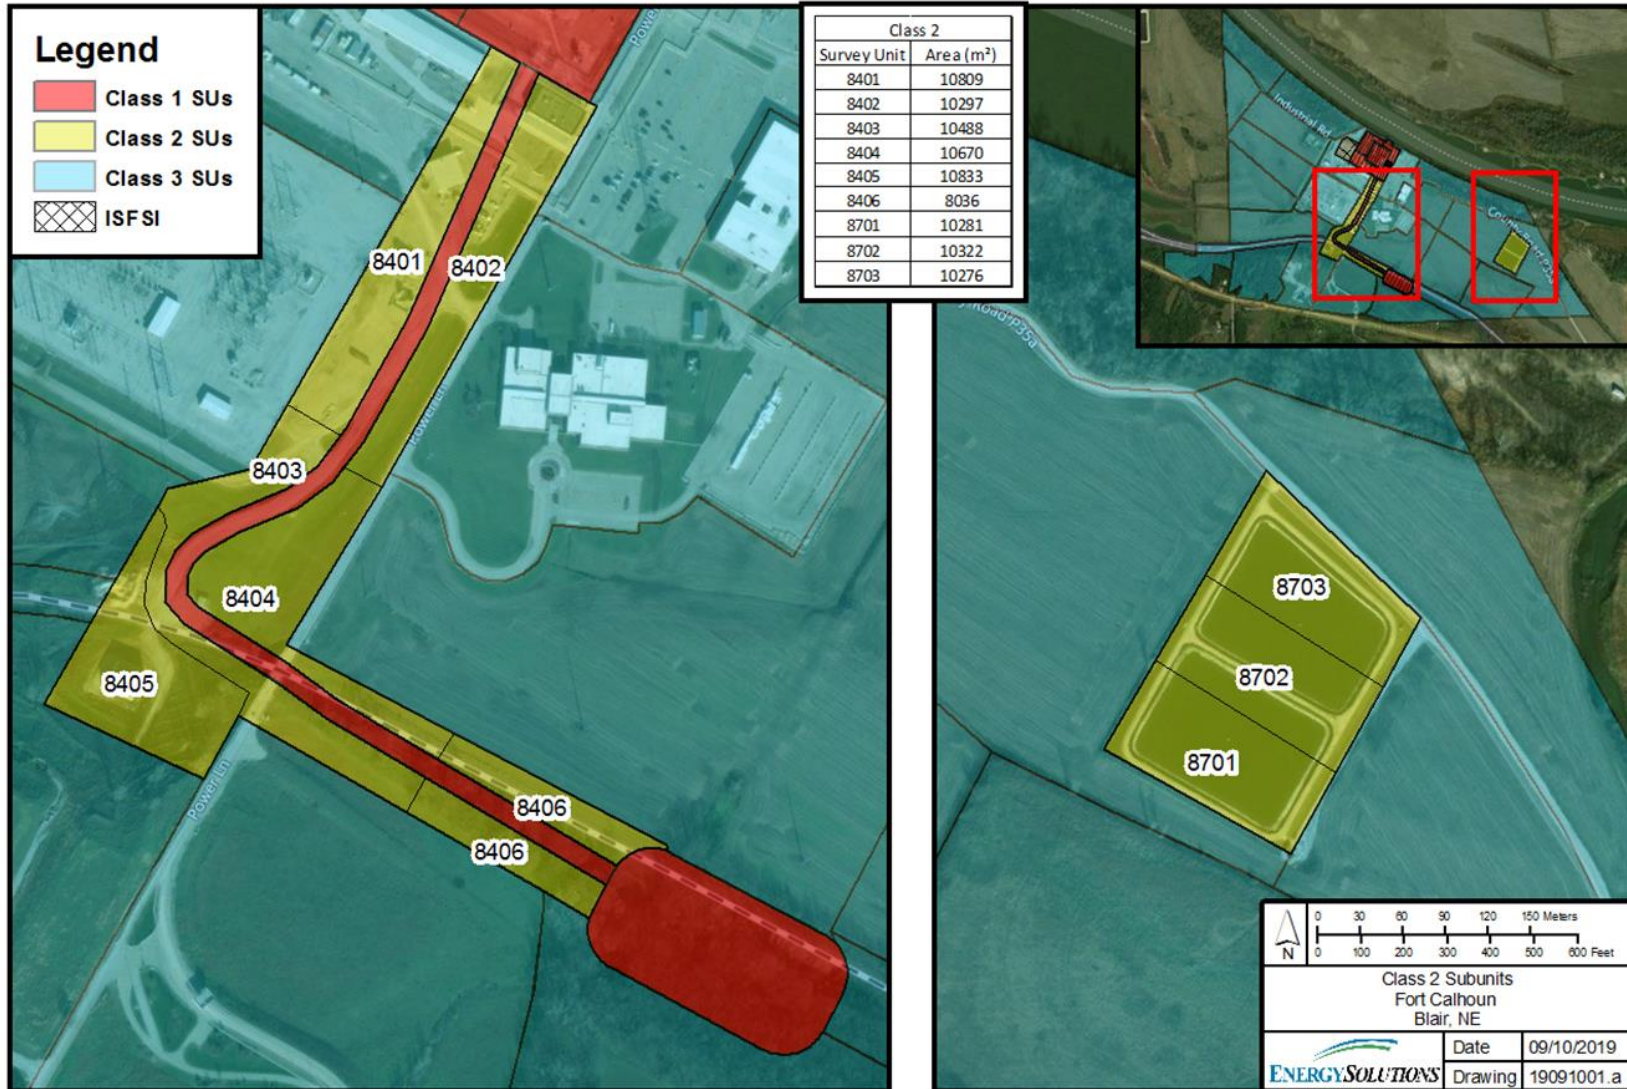 Legend
Class 1 SUs
Class 2 SUs
Class 3 SUs
ISFSI
Class 2
Survey Unit Area (m²)
8401 10809
8402 10297
8403 10488
8404 10670
8405 10833
8406 8036
8701 10281
8702 10322
8703 10276
Industrial Rd
Power
8401
8402
Power Ln
8403
8404
8405
Power Ln
8406
8406
Road P35a
8703
8702
8701
N
0 30 60 90 120 150 Meters
0 100 200 300 400 500 600 Feet
Class 2 Subunits
Fort Calhoun
Blair, NE
ENERGYSOLUTIONS
Date 09/10/2019
Drawing 19091001.a